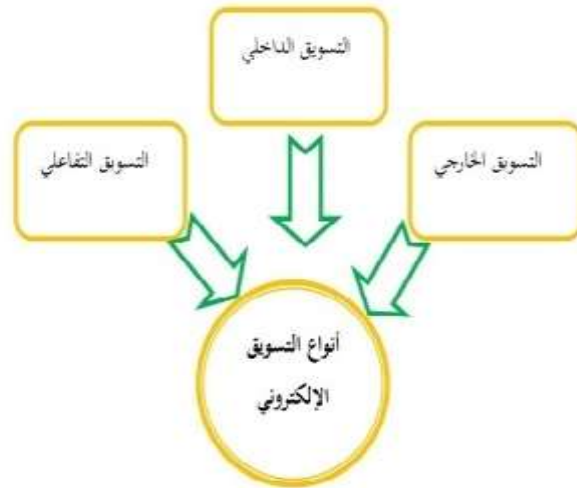 التسويق الداخلي
التسويق الخارجي
التسويق التفاعلي
أنواع التسويق
الإلكتروني